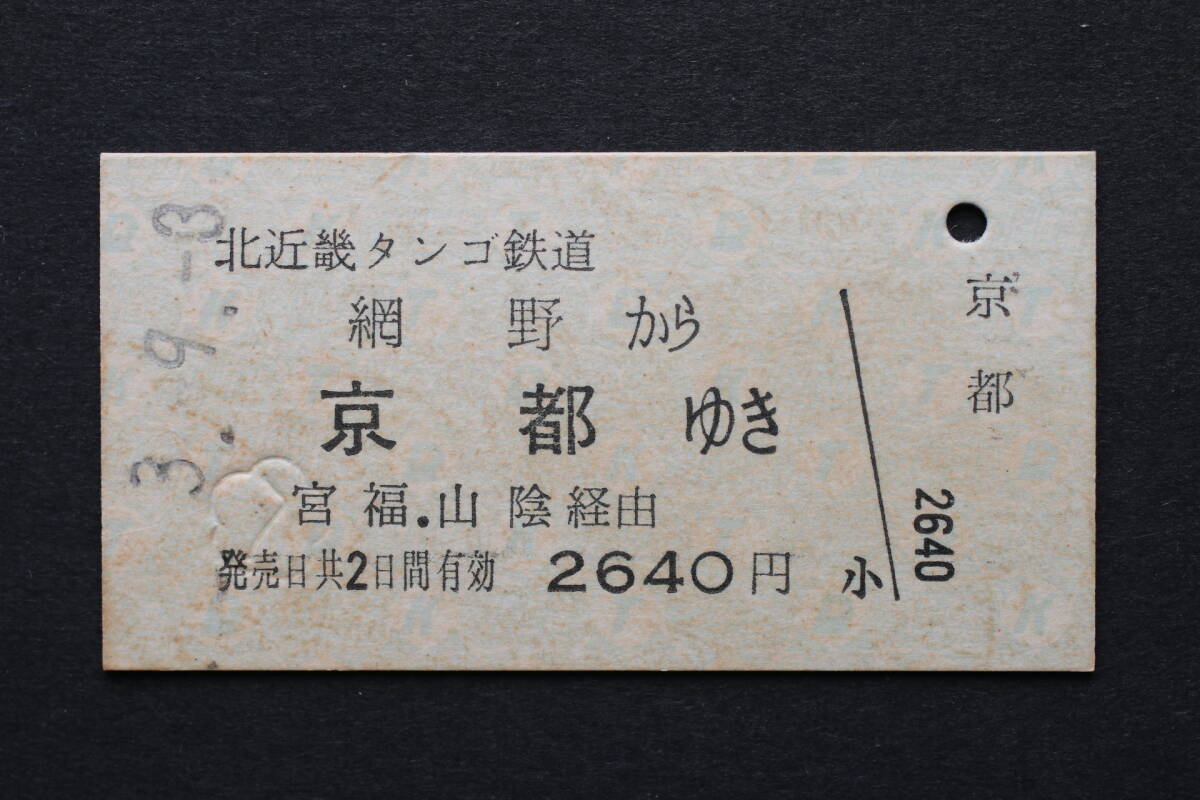 北近畿タンゴ鉄道
網野から
京都ゆき
宮福.山陰経由
発売日共2日間有効 2640円 小
京都
2640
3.-9.-3